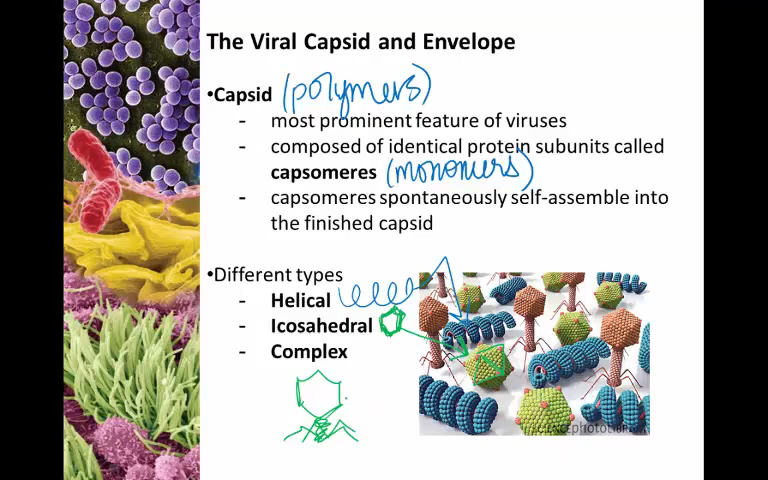 The Viral Capsid and Envelope
•Capsid (polymers)
- most prominent feature of viruses
- composed of identical protein subunits called
capsomeres (monomers)
- capsomeres spontaneously self-assemble into
the finished capsid
•Different types
- Helical
- Icosahedral
- Complex
SCIENCEPHOTOLIBRARY